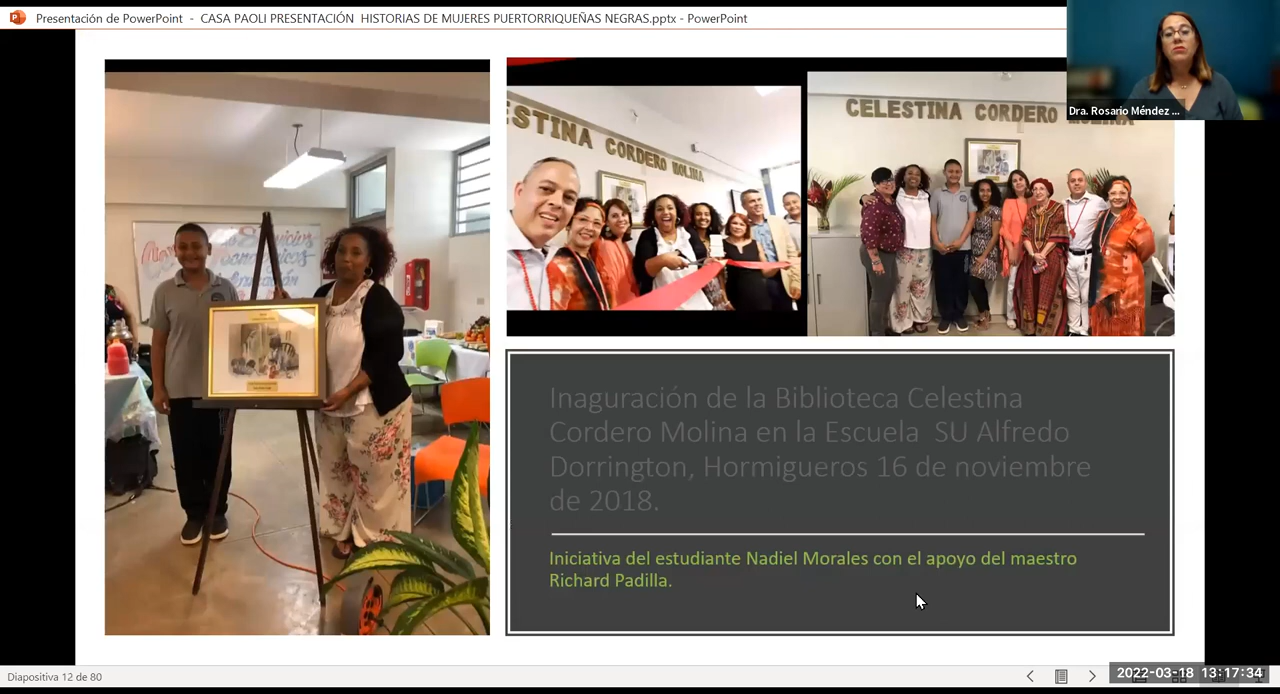 Presentación de PowerPoint - CASA PAOLI PRESENTACIÓN HISTORIAS DE MUJERES PUERTORRIQUEÑAS NEGRAS.pptx - PowerPoint
Dra. Rosario Méndez ...
ESTINA CORDERO MOLINA
CELESTINA CORDERO MOLINA
Inaguración de la Biblioteca Celestina
Cordero Molina en la Escuela SU Alfredo
Dorrington, Hormigueros 16 de noviembre
de 2018.
Iniciativa del estudiante Nadiel Morales con el apoyo del maestro
Richard Padilla.
Diapositiva 12 de 80
2022-03-18 13:17:34